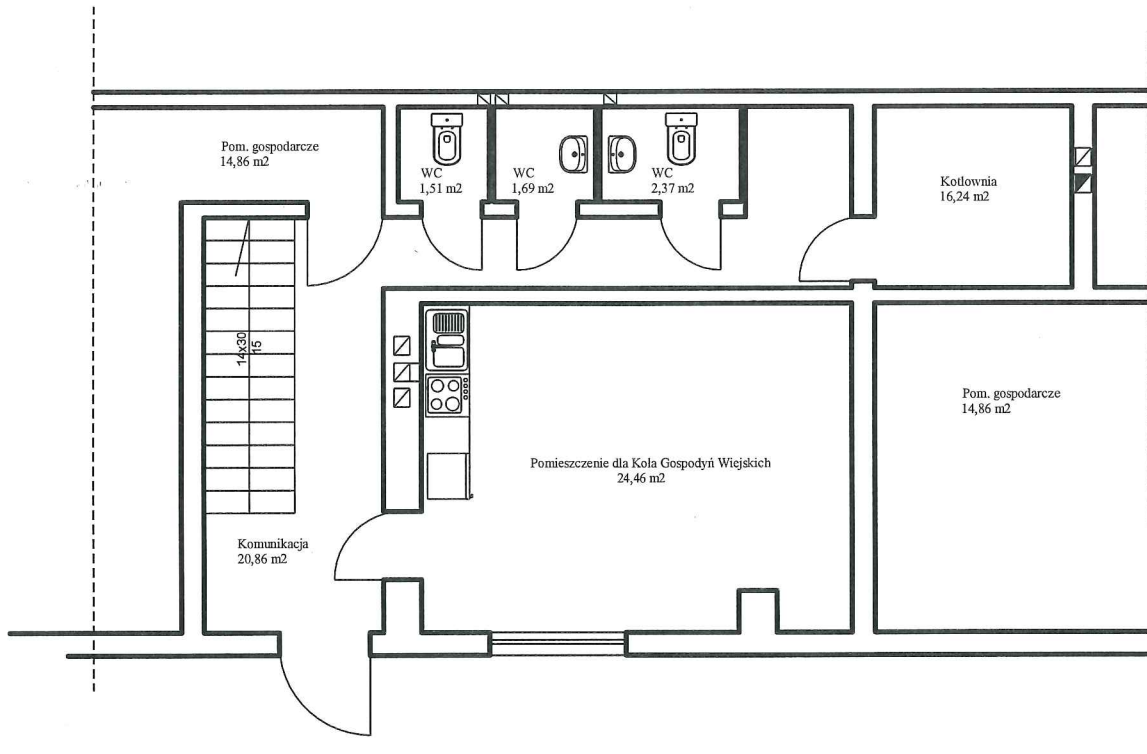 Pom. gospodarcze
14,86 m2
WC
1,51 m2
WC
1,69 m2
WC
2,37 m2
Kotłownia
16,24 m2
14x30
15
Pom. gospodarcze
14,86 m2
Pomieszczenie dla Koła Gospodyń Wiejskich
24,46 m2
Komunikacja
20,86 m2